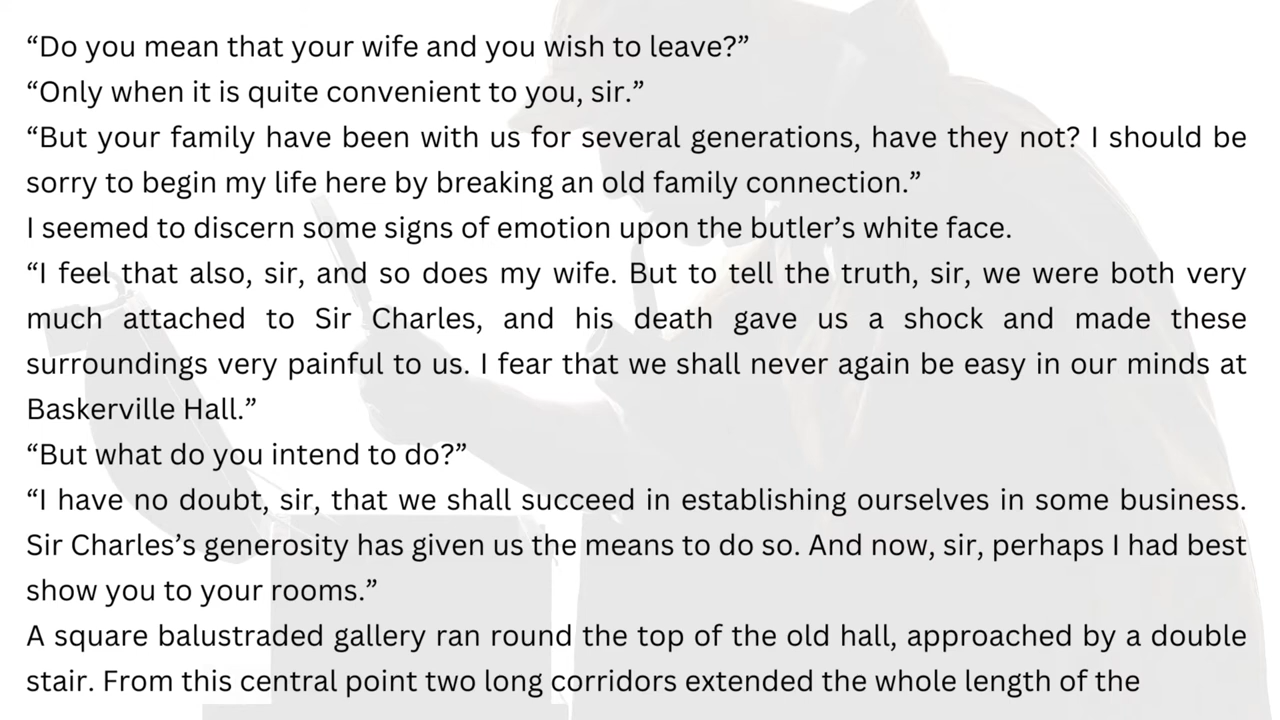 “Do you mean that your wife and you wish to leave?”
“Only when it is quite convenient to you, sir.”
“But your family have been with us for several generations, have they not? I should be
sorry to begin my life here by breaking an old family connection.”
I seemed to discern some signs of emotion upon the butler’s white face.
“I feel that also, sir, and so does my wife. But to tell the truth, sir, we were both very
much attached to Sir Charles, and his death gave us a shock and made these
surroundings very painful to us. I fear that we shall never again be easy in our minds at
Baskerville Hall.”
“But what do you intend to do?”
“I have no doubt, sir, that we shall succeed in establishing ourselves in some business.
Sir Charles’s generosity has given us the means to do so. And now, sir, perhaps I had best
show you to your rooms.”
A square balustraded gallery ran round the top of the old hall, approached by a double
stair. From this central point two long corridors extended the whole length of the